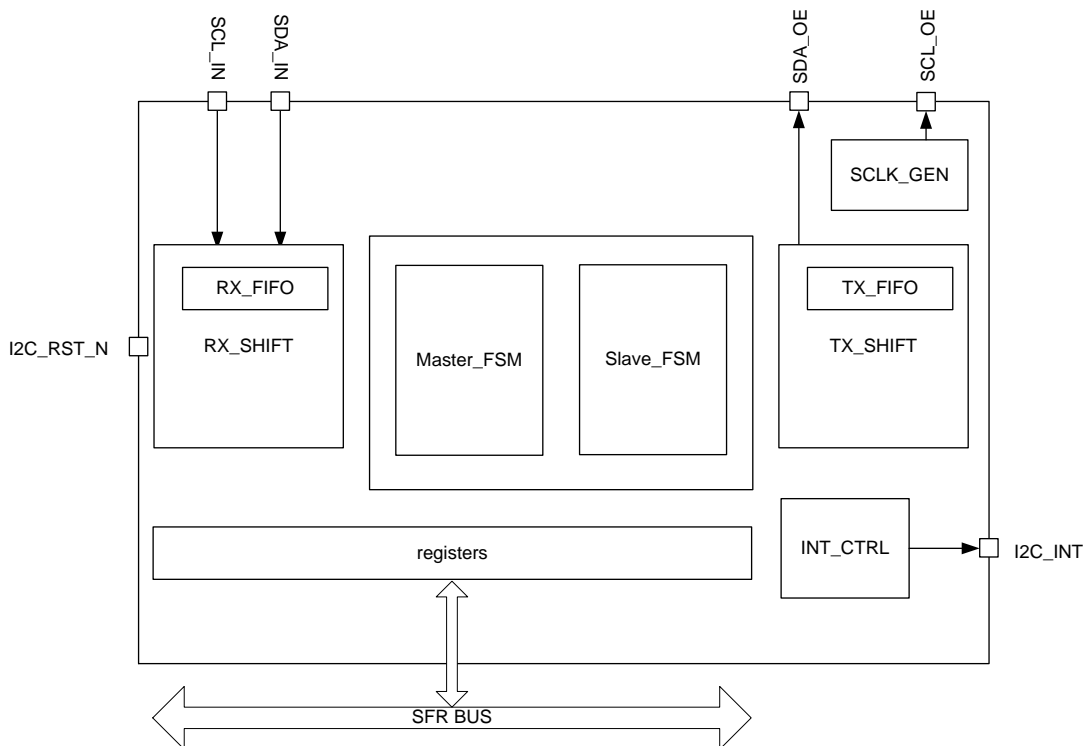 SCL_IN
SDA_IN
SDA_OE
SCL_OE
SCLK_GEN
RX_FIFO
TX_FIFO
I2C_RST_N
RX_SHIFT
Master_FSM
Slave_FSM
TX_SHIFT
registers
INT_CTRL
I2C_INT
SFR BUS